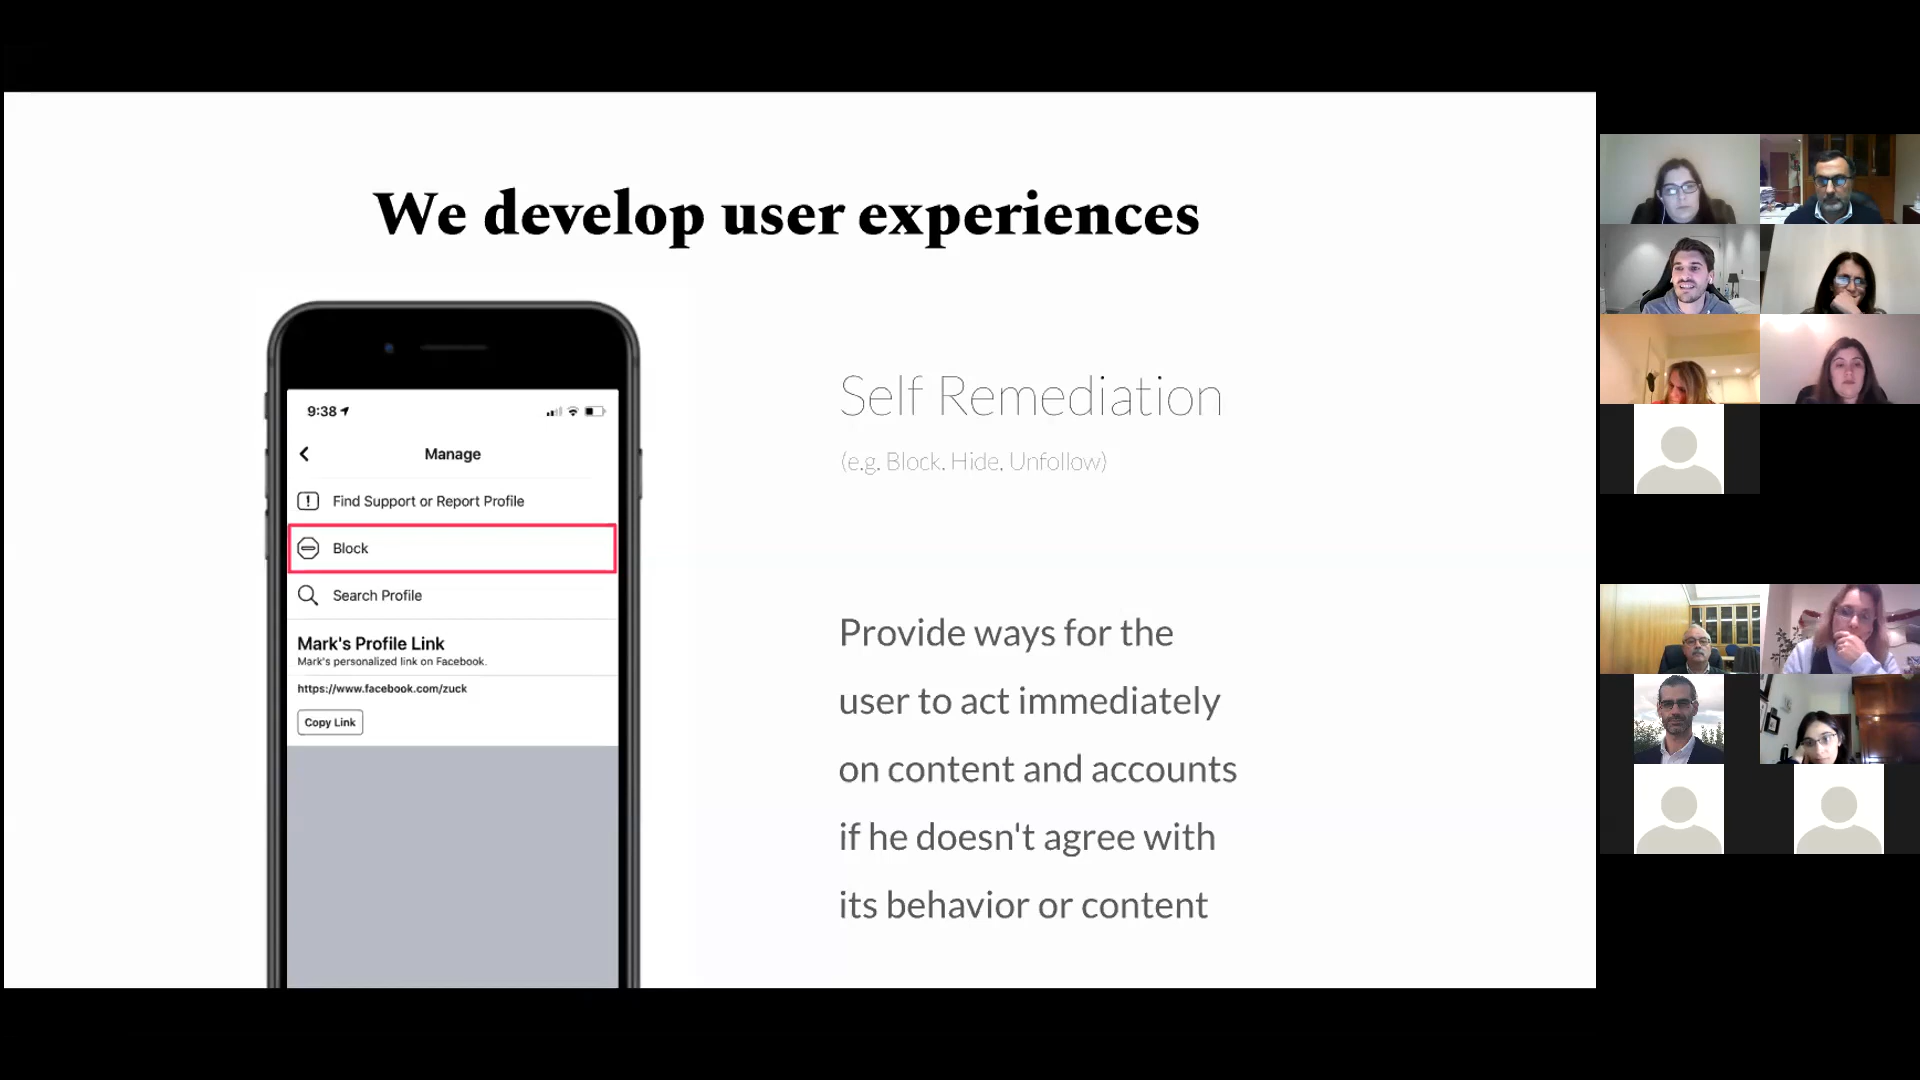 We develop user experiences
9:38
Manage
Find Support or Report Profile
Block
Search Profile
Mark's Profile Link
Mark's personalized link on Facebook.
https://www.facebook.com/zuck
Copy Link
Self Remediation
(e.g. Block. Hide. Unfollow)
Provide ways for the
user to act immediately
on content and accounts
if he doesn't agree with
its behavior or content